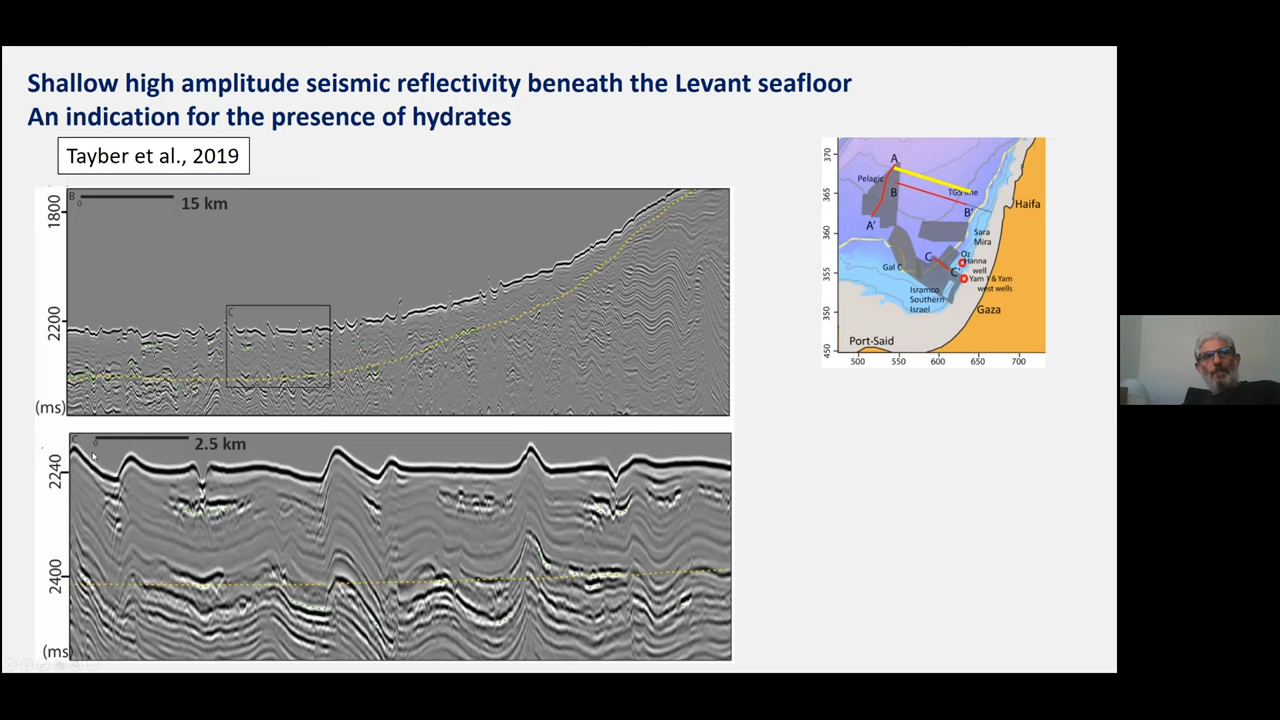 Shallow high amplitude seismic reflectivity beneath the Levant seafloor
An indication for the presence of hydrates
Tayber et al., 2019
B
0
15 km
1800
2200
(ms)
C
C
0
2.5 km
2240
2400
(ms)
370
365
360
355
350
450
500
550
600
650
700
A
Pelagic
B
TGS line
A'
B'
Haifa
Sara
Mira
C
Oz
Hanna
well
Gal C
C'
Yam 1 & Yam
west wells
Isramco
Southern
Israel
Gaza
Port-Said